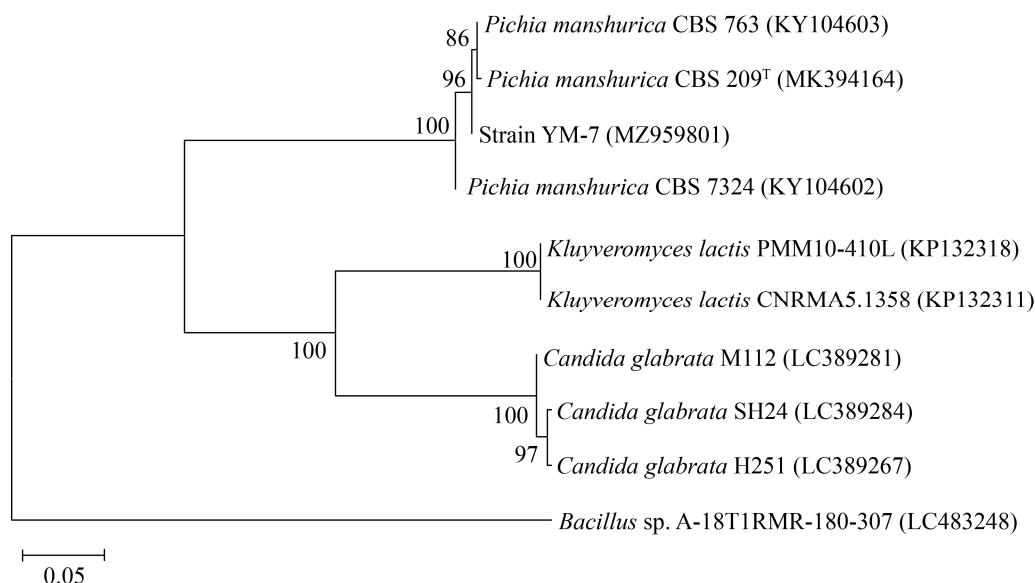 Pichia manshurica CBS 763 (KY104603)
86
Pichia manshurica CBS 209ᵀ (MK394164)
96
100
Strain YM-7 (MZ959801)
Pichia manshurica CBS 7324 (KY104602)
Kluyveromyces lactis PMM10-410L (KP132318)
100
Kluyveromyces lactis CNRMA5.1358 (KP132311)
100
Candida glabrata M112 (LC389281)
100
Candida glabrata SH24 (LC389284)
97
Candida glabrata H251 (LC389267)
Bacillus sp. A-18T1RMR-180-307 (LC483248)
0.05